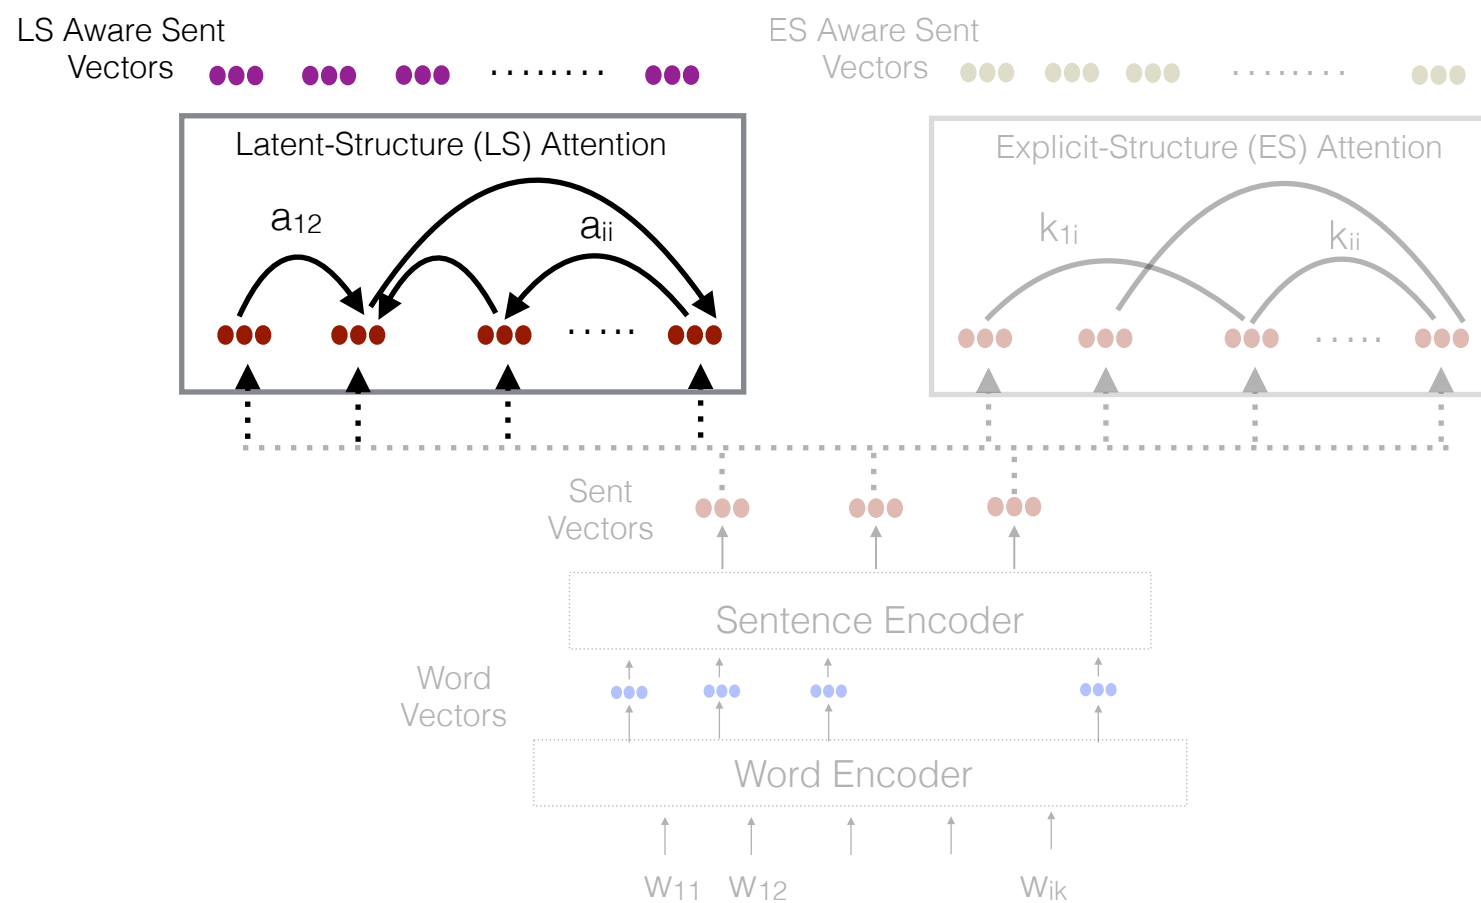 LS Aware Sent
Vectors
ES Aware Sent
Vectors
Latent-Structure (LS) Attention
a12
aii
Explicit-Structure (ES) Attention
k1i
kii
Sent
Vectors
Sentence Encoder
Word
Vectors
Word Encoder
w11
w12
wik